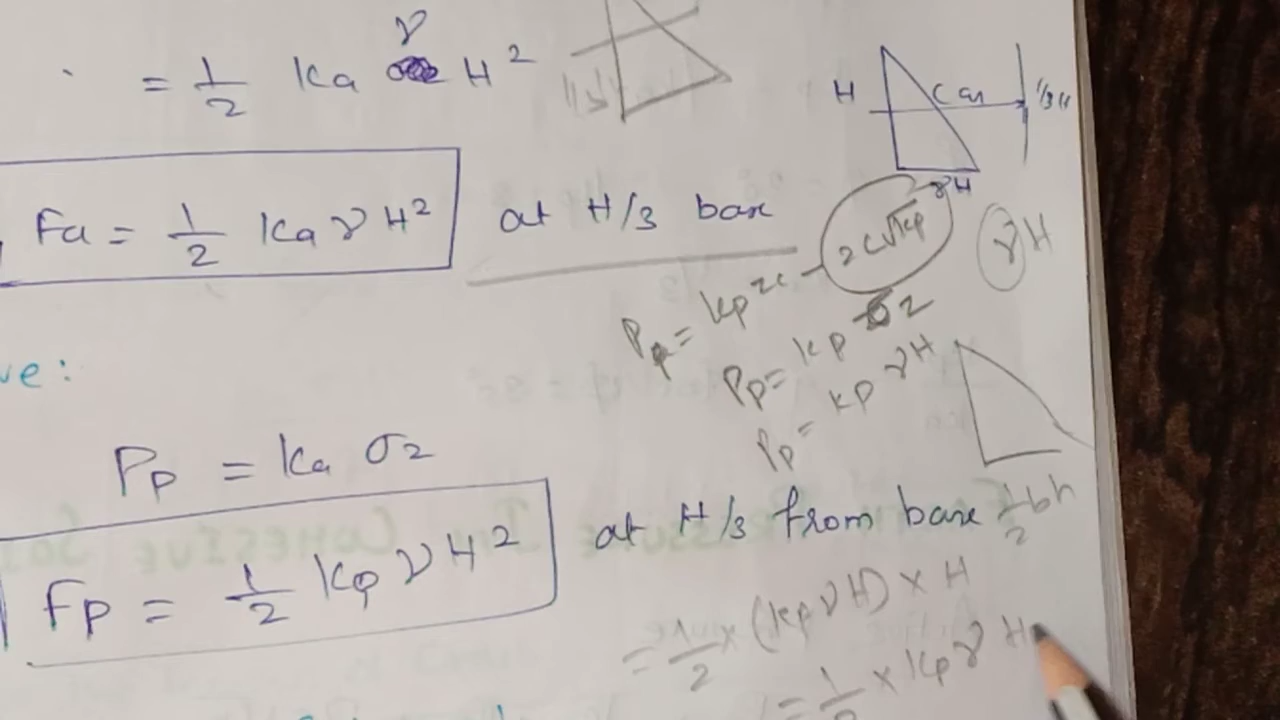 = 1/2 Ka γ H²
H Ca 1/3H
γH
Fa = 1/2 Ka γ H² at H/3 base
γH
Pp = kp 2c - 2c√kp
Pp = kp σz
Pp = kp γH
ve:
Pp = Ka σz
1/2 bh
Fp = 1/2 kp γ H² at H/3 from base
= 1/2 × (kp γ H) × H
= 1/2 × kp γ H